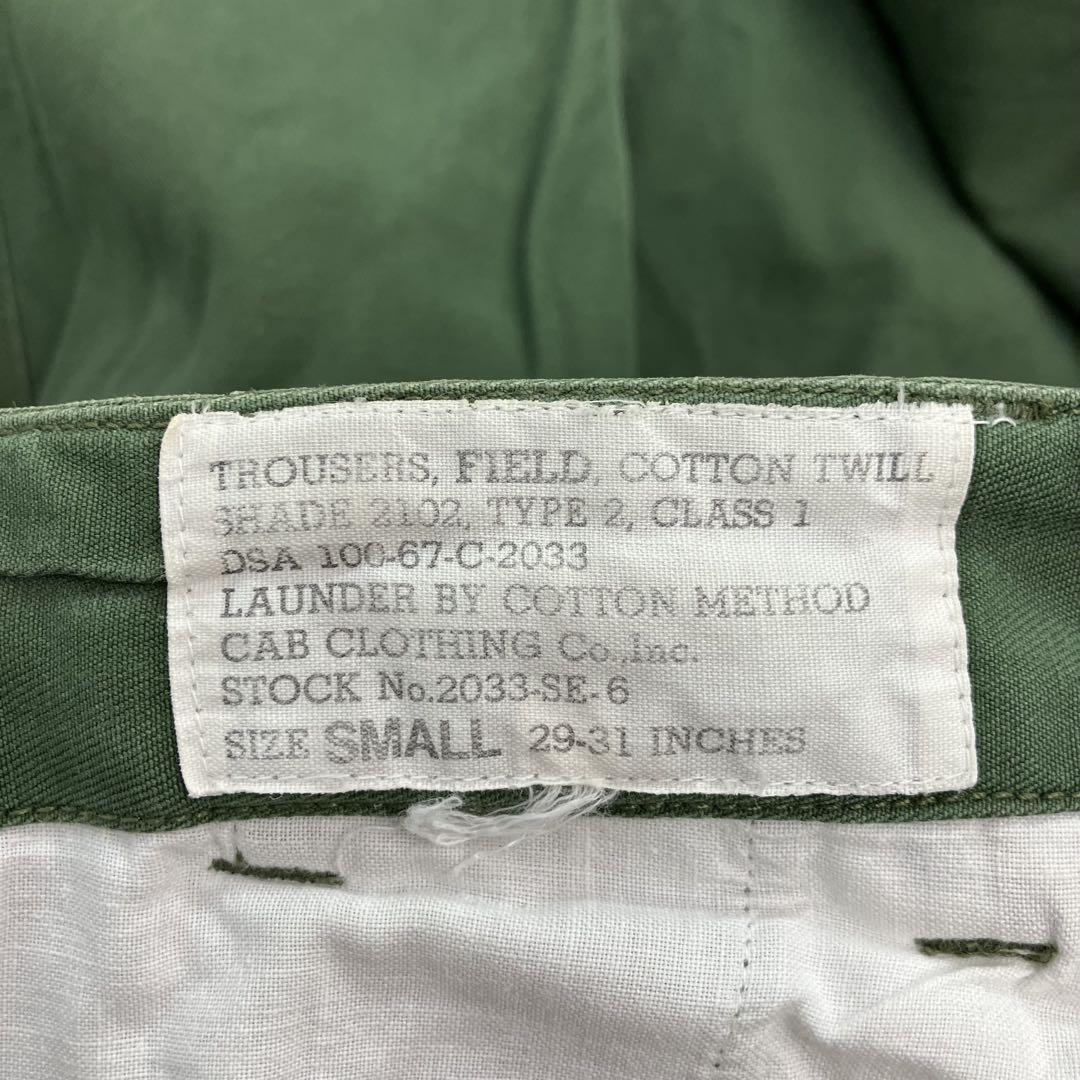 TROUSERS, FIELD, COTTON TWILL
SHADE 2102, TYPE 2, CLASS 1
DSA 100-67-C-2033
LAUNDER BY COTTON METHOD
CAB CLOTHING Co.,Inc.
STOCK No.2033-SE-6
SIZE SMALL 29-31 INCHES